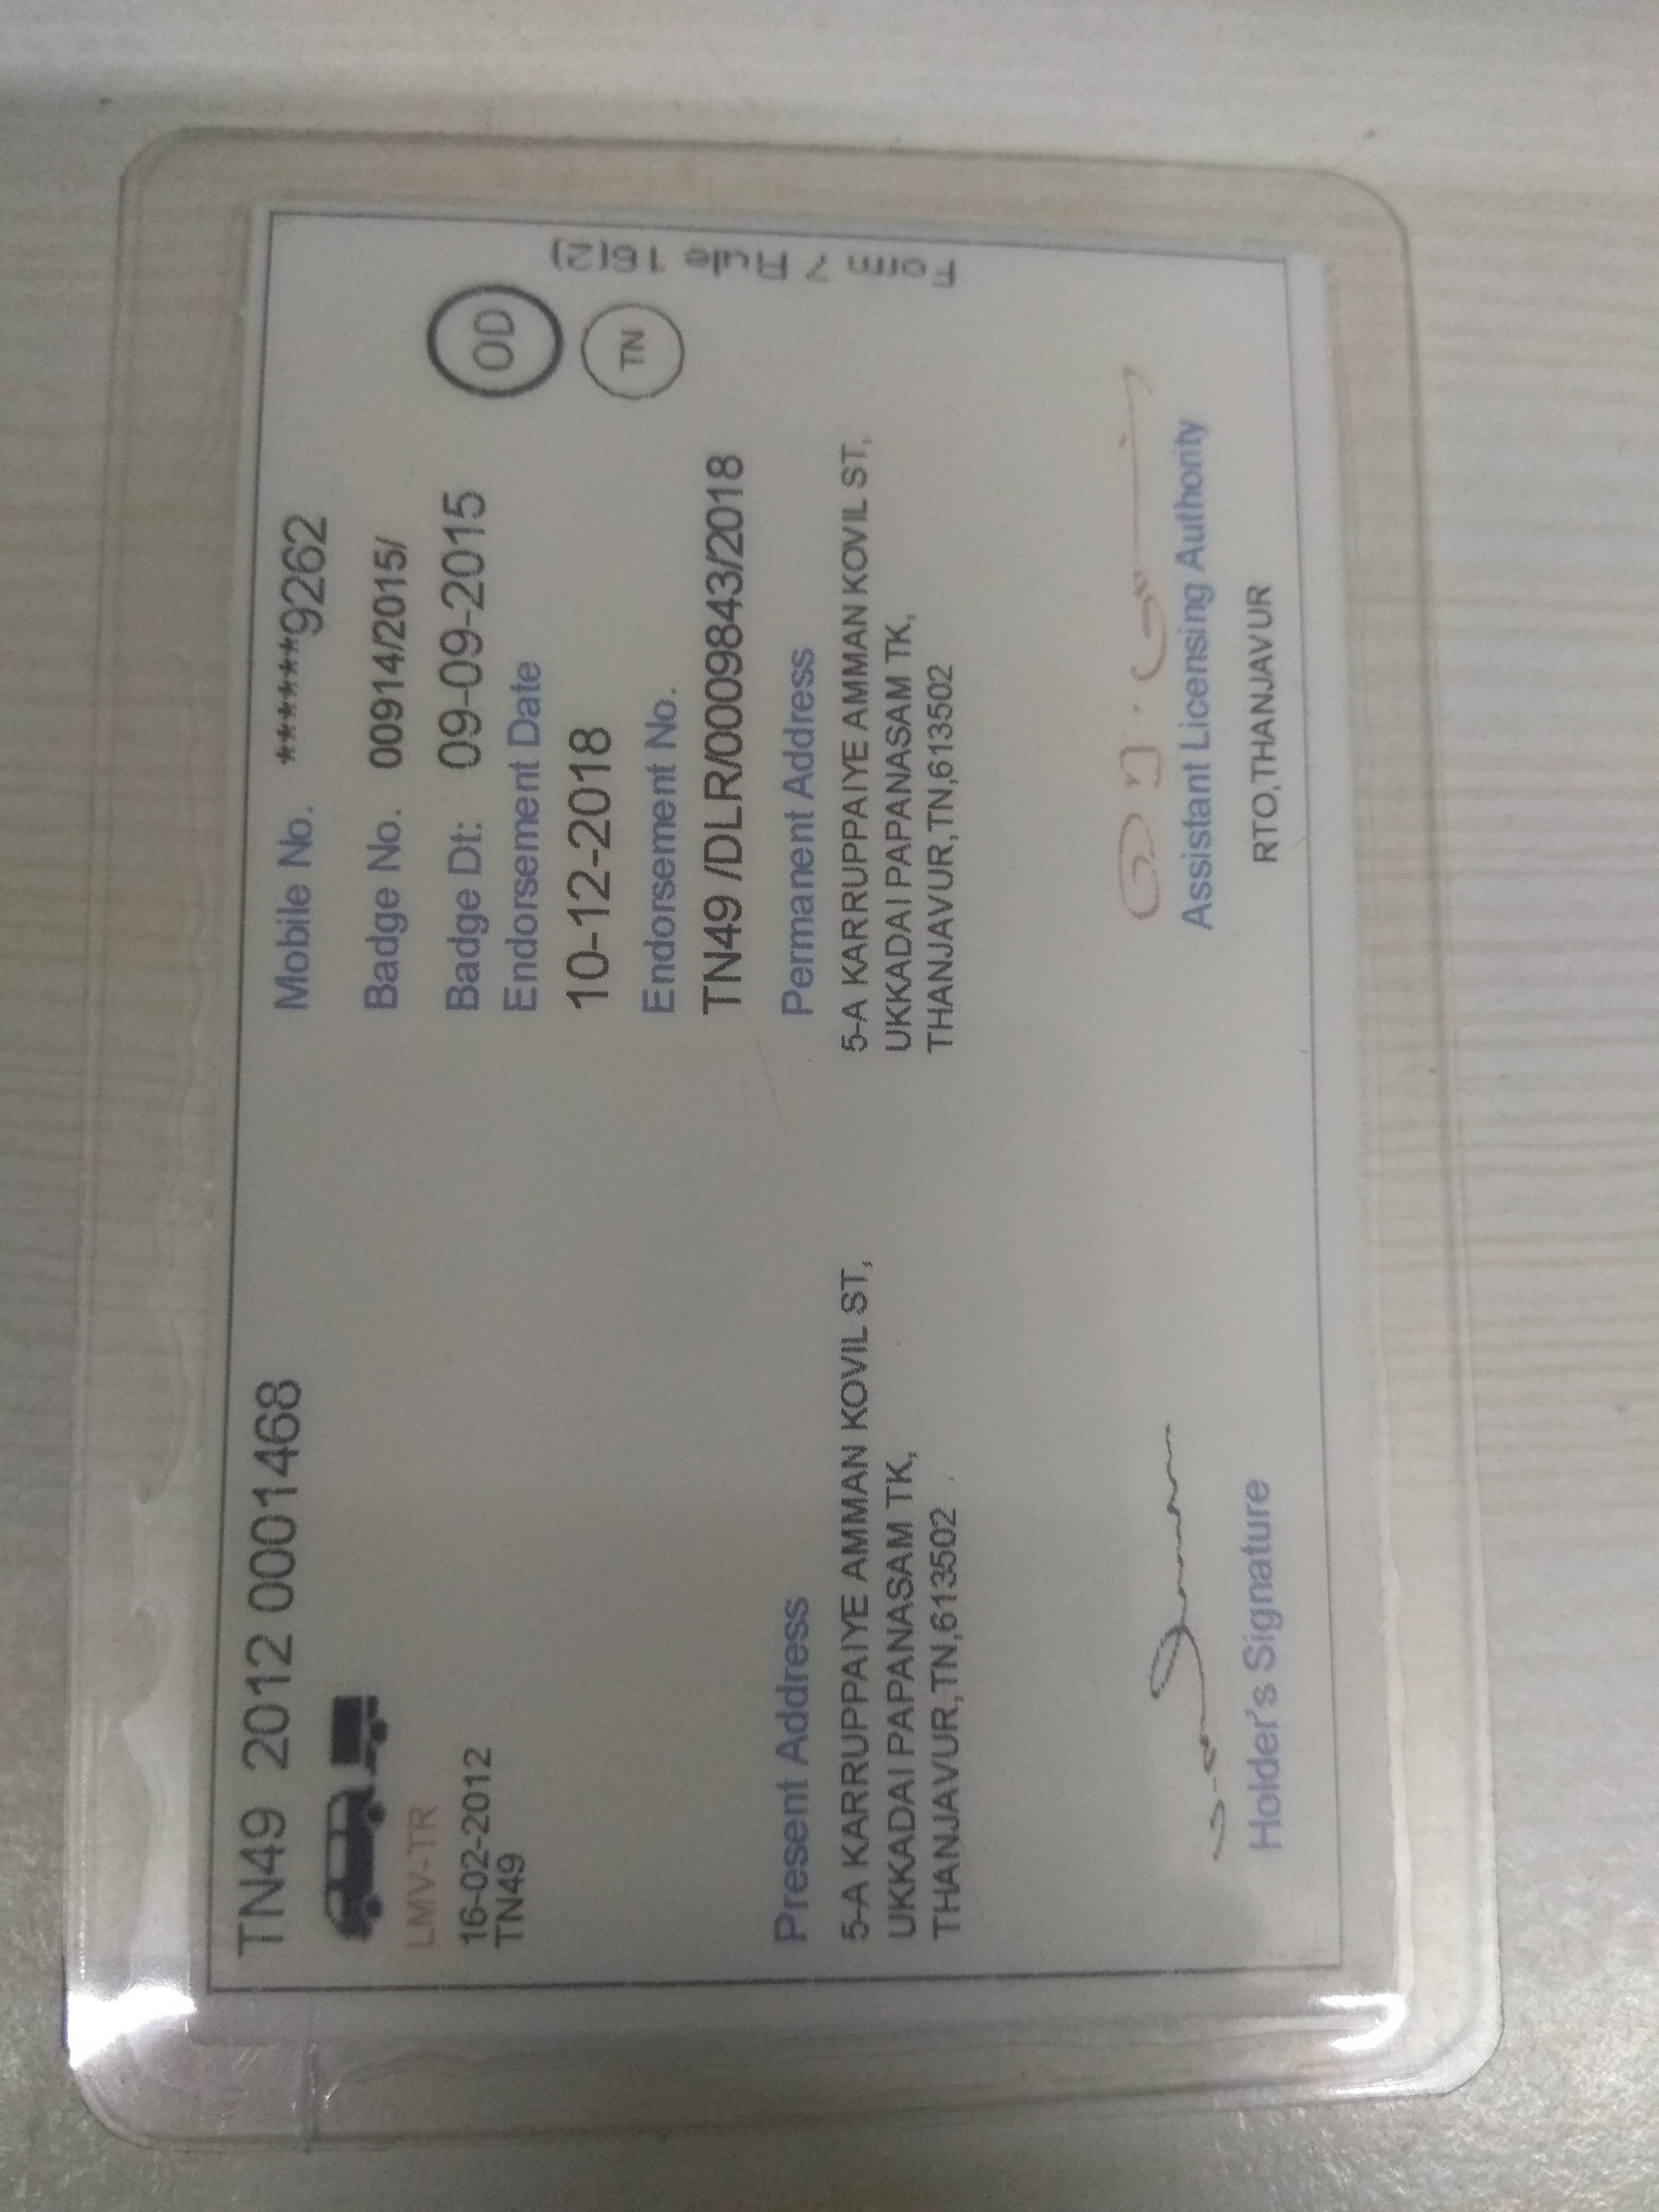 TN49 2012 0001468
LMV-TR
16-02-2012
TN49
Mobile No. ******9262
Badge No. 00914/2015/
Badge Dt: 09-09-2015
OD
Endorsement Date
10-12-2018
TN
Endorsement No.
TN49 /DLR/0009843/2018
Form 7 Rule 16(2)
Present Address
5-A KARRUPPAIYE AMMAN KOVIL ST,
UKKADAI PAPANASAM TK,
THANJAVUR,TN,613502
Permanent Address
5-A KARRUPPAIYE AMMAN KOVIL ST,
UKKADAI PAPANASAM TK,
THANJAVUR,TN,613502
Holder's Signature
Assistant Licensing Authority
RTO,THANJAVUR